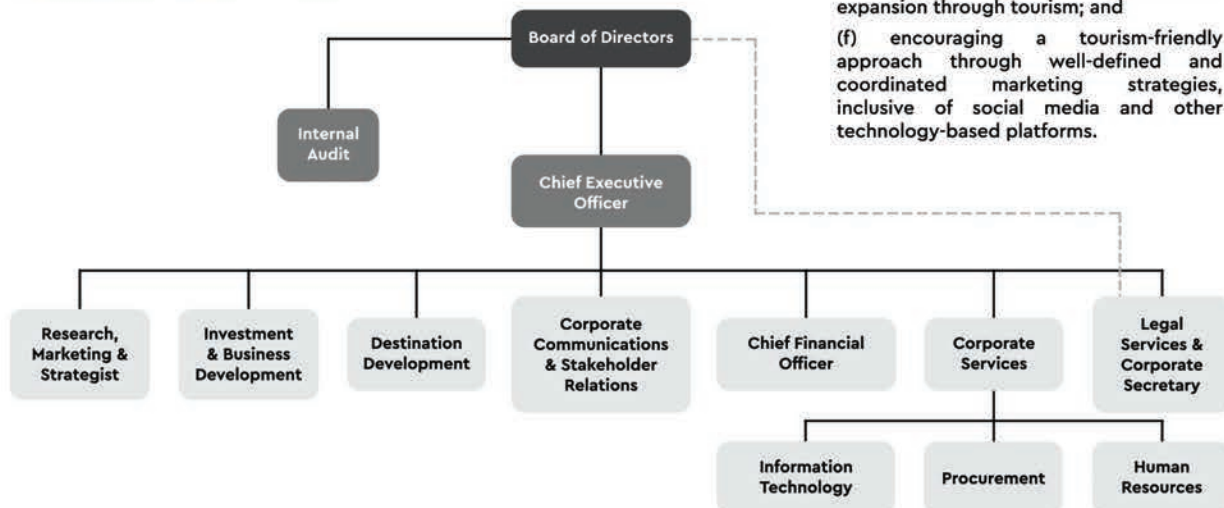 expansion through tourism; and
(f) encouraging a tourism-friendly
approach through well-defined and
coordinated marketing strategies,
inclusive of social media and other
technology-based platforms.
Board of Directors
Internal
Audit
Chief Executive
Officer
Research,
Marketing &
Strategist
Investment
& Business
Development
Destination
Development
Corporate
Communications
& Stakeholder
Relations
Chief Financial
Officer
Corporate
Services
Legal
Services &
Corporate
Secretary
Information
Technology
Procurement
Human
Resources